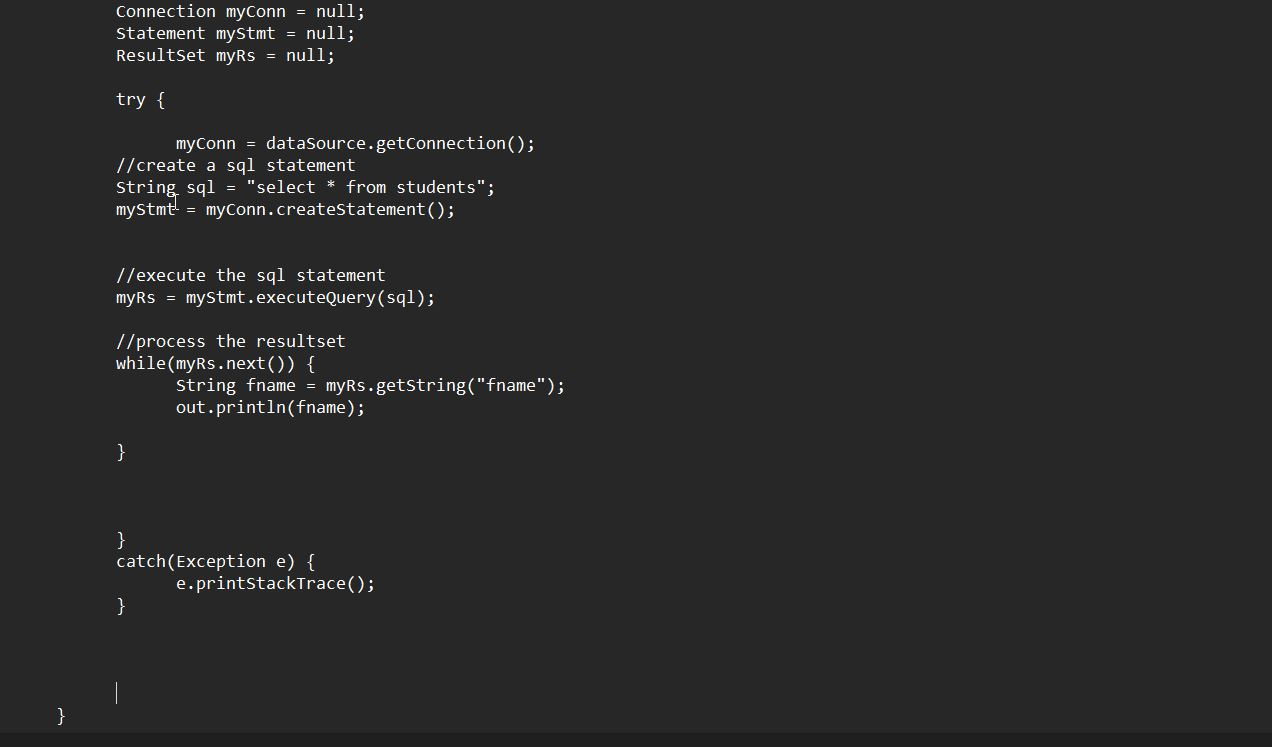 Connection myConn = null;
Statement myStmt = null;
ResultSet myRs = null;
try {
myConn = dataSource.getConnection();
//create a sql statement
String sql = "select * from students";
myStmt = myConn.createStatement();
//execute the sql statement
myRs = myStmt.executeQuery(sql);
//process the resultset
while(myRs.next()) {
String fname = myRs.getString("fname");
out.println(fname);
}
}
catch(Exception e) {
e.printStackTrace();
}
}